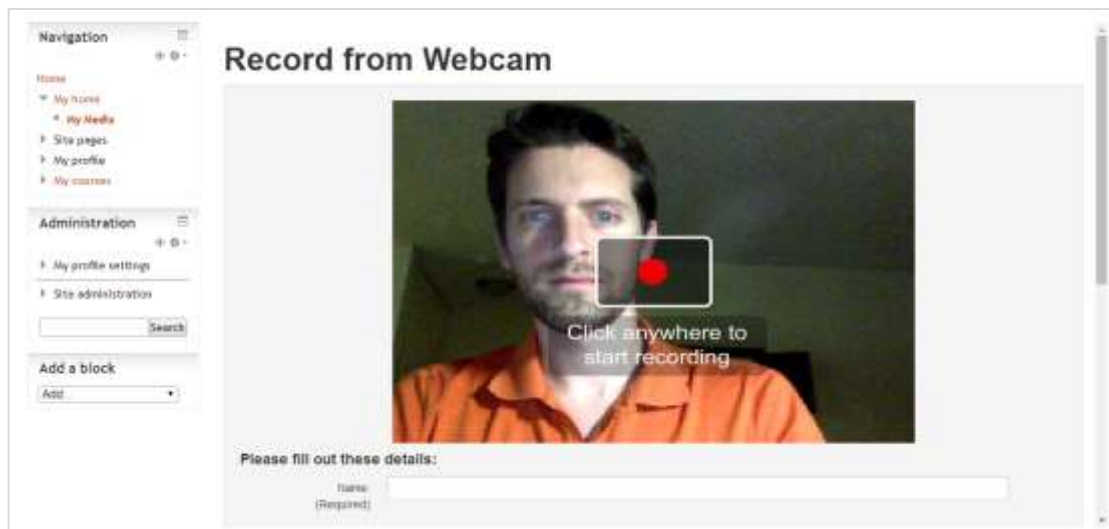 Navigation
Home
My home
My Media
Site pages
My profile
My courses
Administration
My profile settings
Site administration
Search
Add a block
Add...
Record from Webcam
Click anywhere to
start recording
Please fill out these details:
Name
(Required)